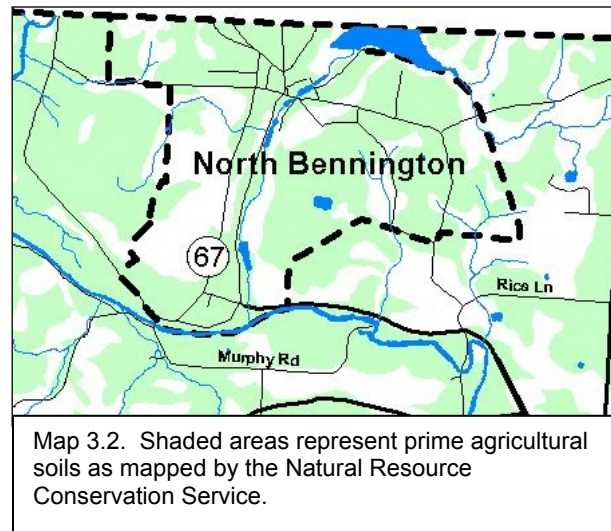 North Bennington
67
Rice Ln
Murphy Rd
Map 3.2. Shaded areas represent prime agricultural
soils as mapped by the Natural Resource
Conservation Service.